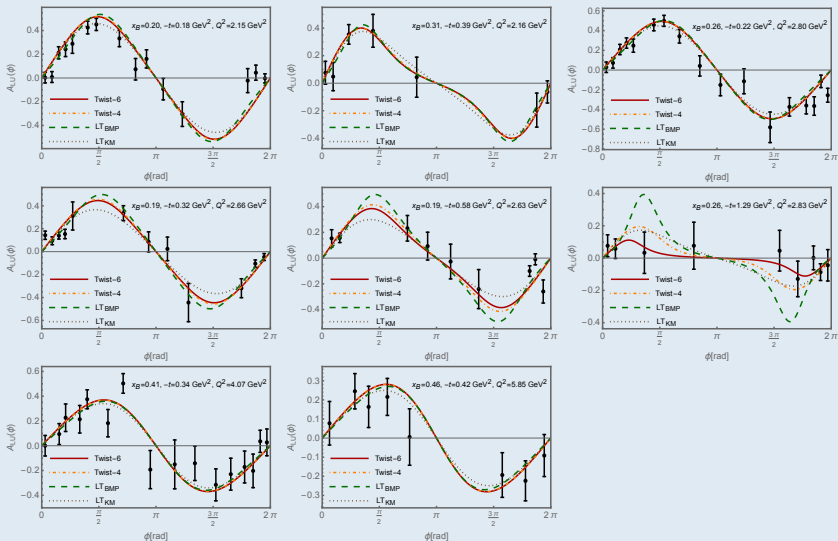 x_B=0.20, −t=0.18 GeV², Q²=2.15 GeV²
0.4
0.2
0.0
-0.2
-0.4
A_LU(ϕ)
Twist-6
Twist-4
LT_BMP
LT_KM
0 π/2 π 3π/2 2π
ϕ[rad]
x_B=0.31, −t=0.39 GeV², Q²=2.16 GeV²
0.4
0.2
0.0
-0.2
-0.4
A_LU(ϕ)
Twist-6
Twist-4
LT_BMP
LT_KM
0 π/2 π 3π/2 2π
ϕ[rad]
x_B=0.26, −t=0.22 GeV², Q²=2.80 GeV²
0.6
0.4
0.2
0.0
-0.2
-0.4
-0.6
-0.8
A_LU(ϕ)
Twist-6
Twist-4
LT_BMP
LT_KM
0 π/2 π 3π/2 2π
ϕ[rad]
x_B=0.19, −t=0.32 GeV², Q²=2.66 GeV²
0.4
0.2
0.0
-0.2
-0.4
-0.6
A_LU(ϕ)
Twist-6
Twist-4
LT_BMP
LT_KM
0 π/2 π 3π/2 2π
ϕ[rad]
x_B=0.19, −t=0.58 GeV², Q²=2.63 GeV²
0.4
0.2
0.0
-0.2
-0.4
A_LU(ϕ)
Twist-6
Twist-4
LT_BMP
LT_KM
0 π/2 π 3π/2 2π
ϕ[rad]
x_B=0.26, −t=1.29 GeV², Q²=2.83 GeV²
0.4
0.2
0.0
-0.2
-0.4
A_LU(ϕ)
Twist-6
Twist-4
LT_BMP
LT_KM
0 π/2 π 3π/2 2π
ϕ[rad]
x_B=0.41, −t=0.34 GeV², Q²=4.07 GeV²
0.6
0.4
0.2
0.0
-0.2
-0.4
A_LU(ϕ)
Twist-6
Twist-4
LT_BMP
LT_KM
0 π/2 π 3π/2 2π
ϕ[rad]
x_B=0.46, −t=0.42 GeV², Q²=5.85 GeV²
0.3
0.2
0.1
0.0
-0.1
-0.2
-0.3
A_LU(ϕ)
Twist-6
Twist-4
LT_BMP
LT_KM
0 π/2 π 3π/2 2π
ϕ[rad]